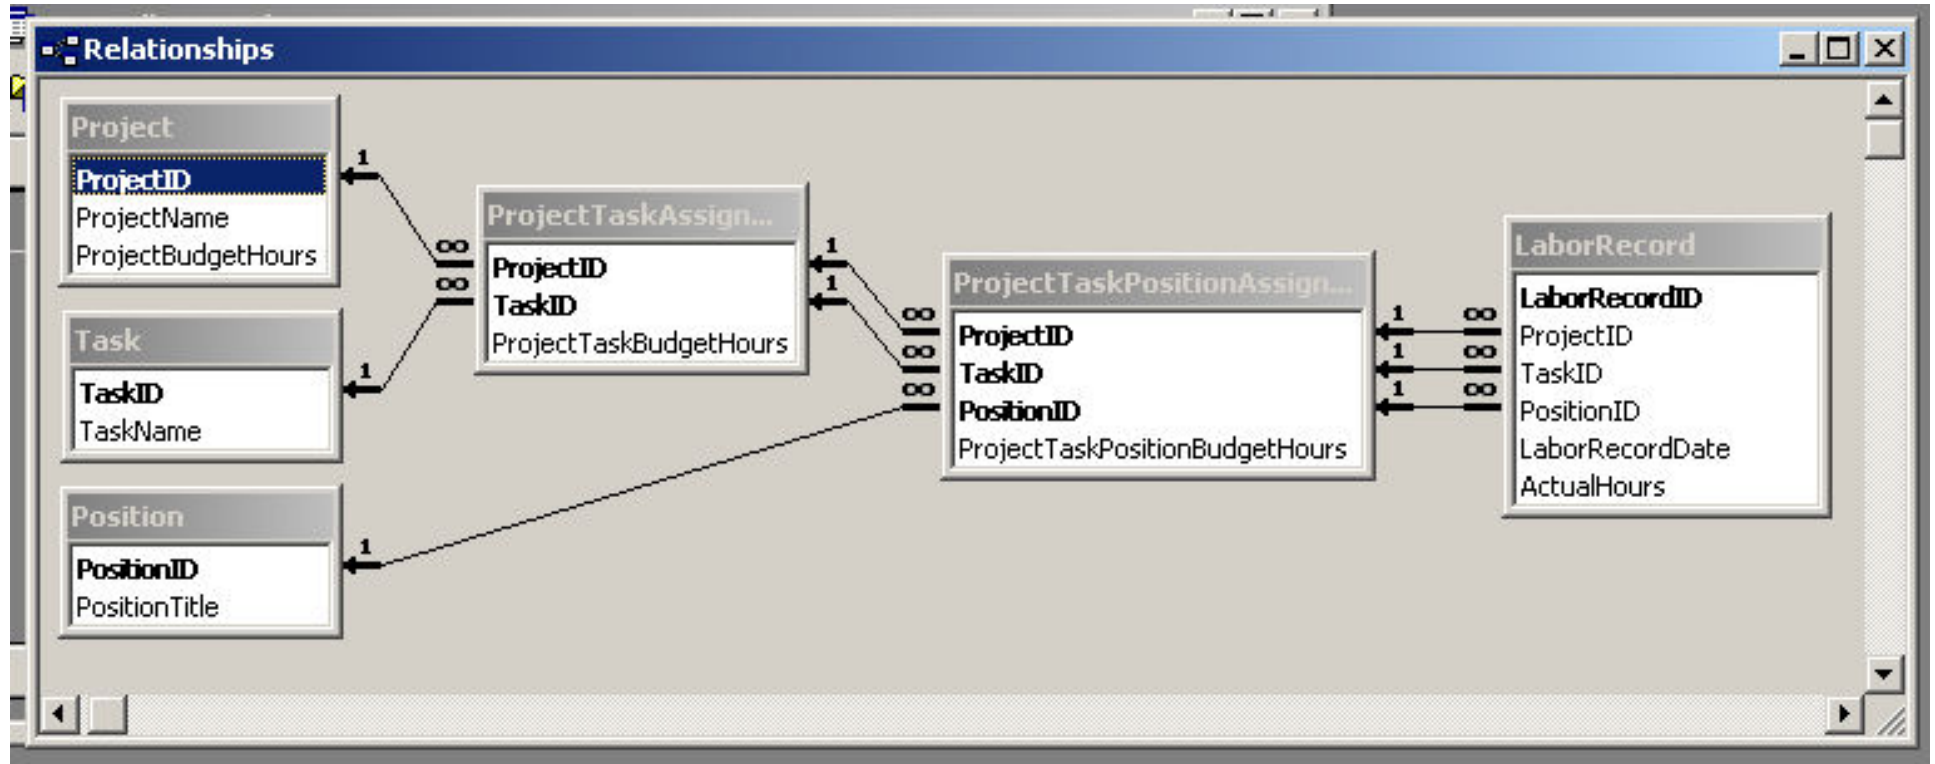 Relationships
Project
ProjectID
ProjectName
ProjectBudgetHours
Task
TaskID
TaskName
Position
PositionID
PositionTitle
1
1
1
∞
∞
ProjectTaskAssign...
ProjectID
TaskID
ProjectTaskBudgetHours
1
1
∞
∞
∞
ProjectTaskPositionAssign...
ProjectID
TaskID
PositionID
ProjectTaskPositionBudgetHours
1
1
1
∞
∞
∞
LaborRecord
LaborRecordID
ProjectID
TaskID
PositionID
LaborRecordDate
ActualHours